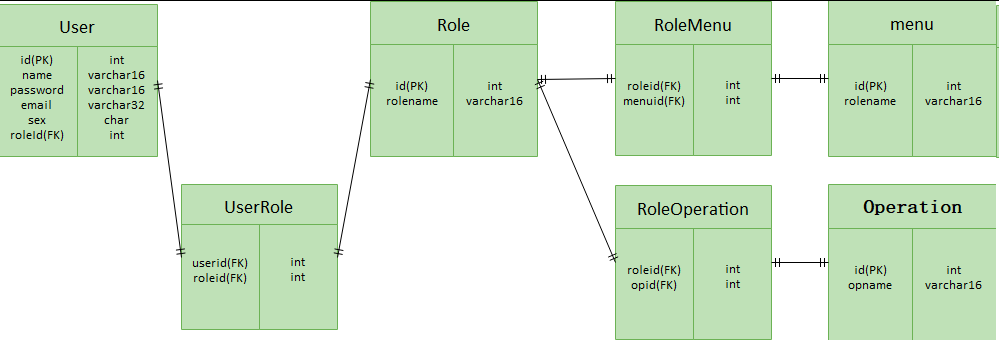 User
id(PK) int
name varchar16
password varchar16
email varchar32
sex char
roleId(FK) int
Role
id(PK) int
rolename varchar16
RoleMenu
roleid(FK) int
menuid(FK) int
menu
id(PK) int
rolename varchar16
UserRole
userid(FK) int
roleid(FK) int
RoleOperation
roleid(FK) int
opid(FK) int
Operation
id(PK) int
opname varchar16